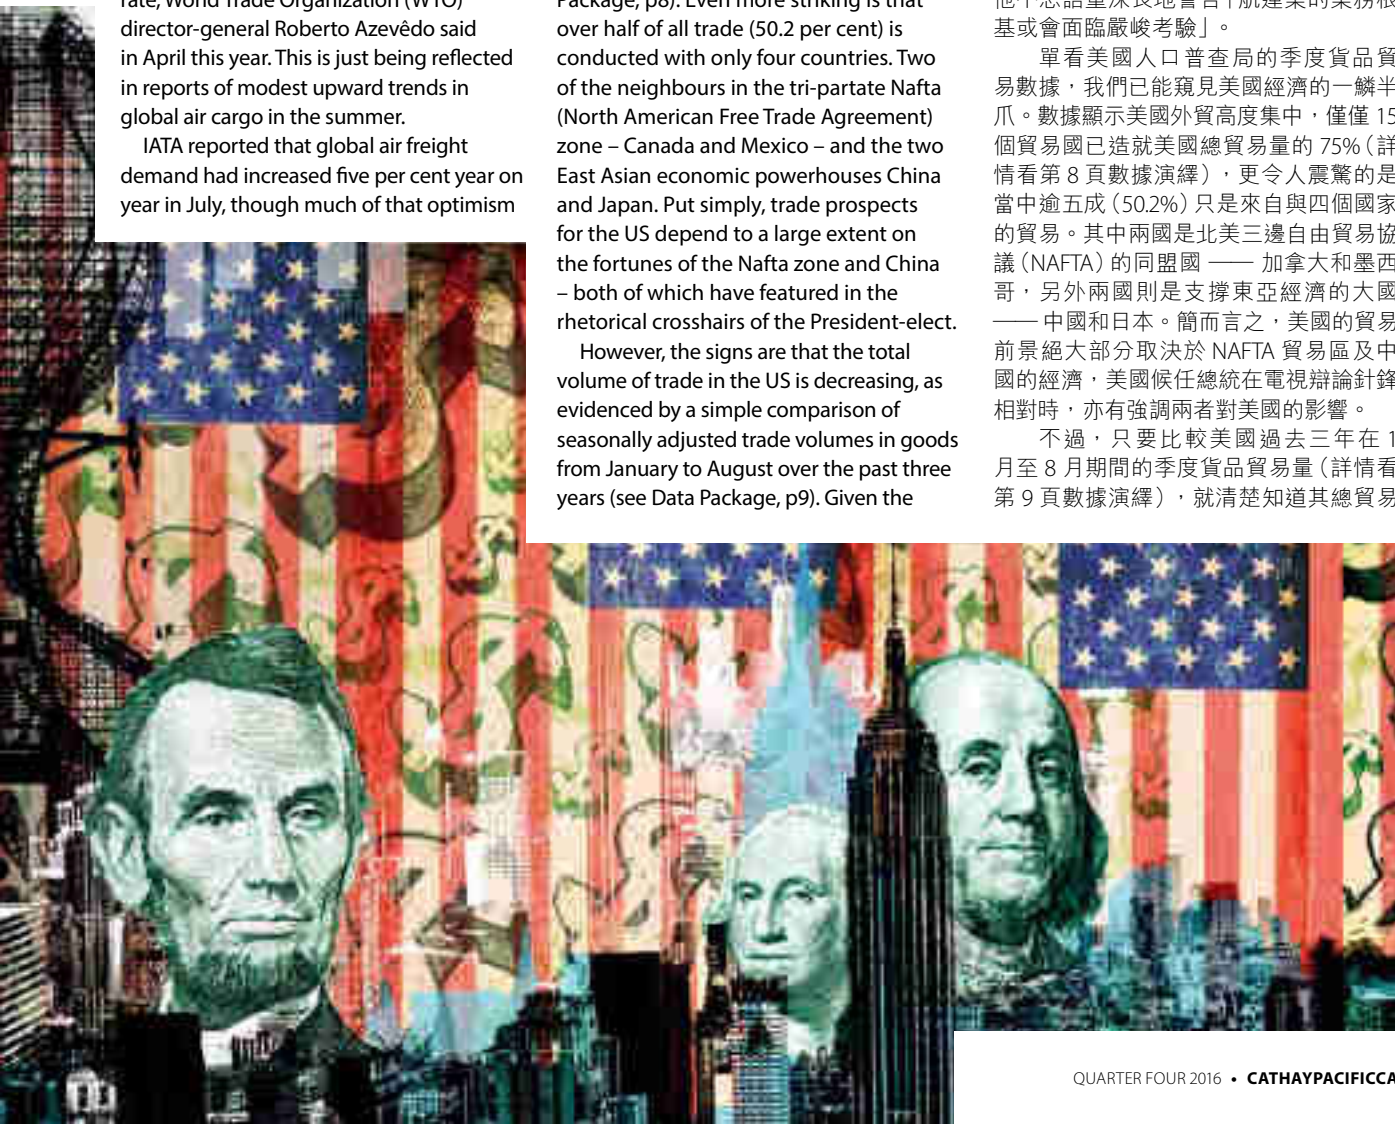 rate, World Trade Organization (WTO)
director-general Roberto Azevêdo said
in April this year. This is just being reflected
in reports of modest upward trends in
global air cargo in the summer.
IATA reported that global air freight
demand had increased five per cent year on
year in July, though much of that optimism
Package, p8). Even more striking is that
over half of all trade (50.2 per cent) is
conducted with only four countries. Two
of the neighbours in the tri-partate Nafta
(North American Free Trade Agreement)
zone – Canada and Mexico – and the two
East Asian economic powerhouses China
and Japan. Put simply, trade prospects
for the US depend to a large extent on
the fortunes of the Nafta zone and China
– both of which have featured in the
rhetorical crosshairs of the President-elect.
However, the signs are that the total
volume of trade in the US is decreasing, as
evidenced by a simple comparison of
seasonally adjusted trade volumes in goods
from January to August over the past three
years (see Data Package, p9). Given the
基或會面臨嚴峻考驗」。
單看美國人口普查局的季度貨品貿
易數據，我們已能窺見美國經濟的一鱗半
爪。數據顯示美國外貿高度集中，僅僅 15
個貿易國已造就美國總貿易量的 75%（詳
情看第 8 頁數據演繹），更令人震驚的是
當中逾五成（50.2%）只是來自與四個國家
的貿易。其中兩國是北美三邊自由貿易協
議（NAFTA）的同盟國 —— 加拿大和墨西
哥，另外兩國則是支撐東亞經濟的大國
—— 中國和日本。簡而言之，美國的貿易
前景絕大部分取決於 NAFTA 貿易區及中
國的經濟，美國候任總統在電視辯論針鋒
相對時，亦有強調兩者對美國的影響。
不過，只要比較美國過去三年在 1
月至 8 月期間的季度貨品貿易量（詳情看
第 9 頁數據演繹），就清楚知道其總貿易
QUARTER FOUR 2016 • CATHAYPACIFICCA